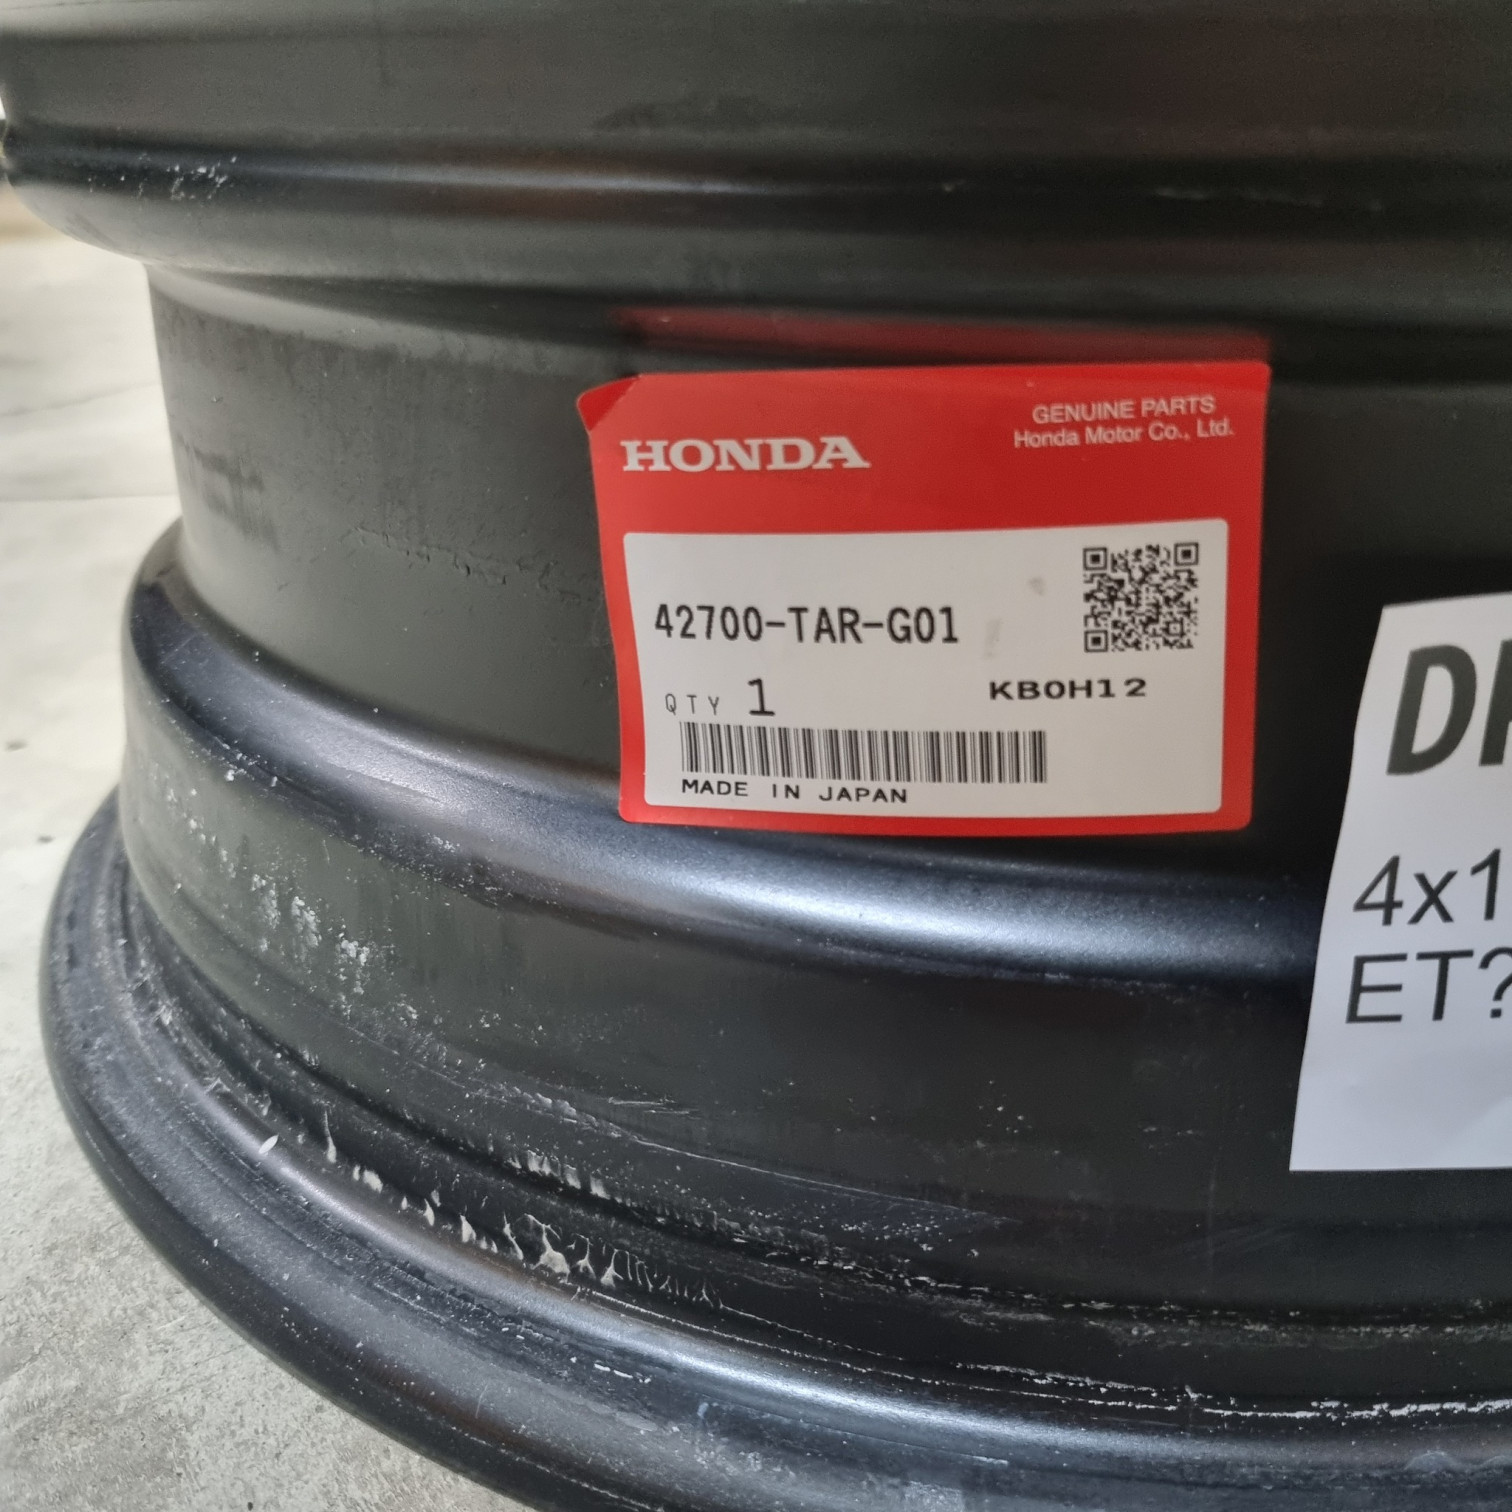 HONDA
GENUINE PARTS
Honda Motor Co., Ltd.
42700-TAR-G01
QTY 1
KB0H12
MADE IN JAPAN
4x1
ET?